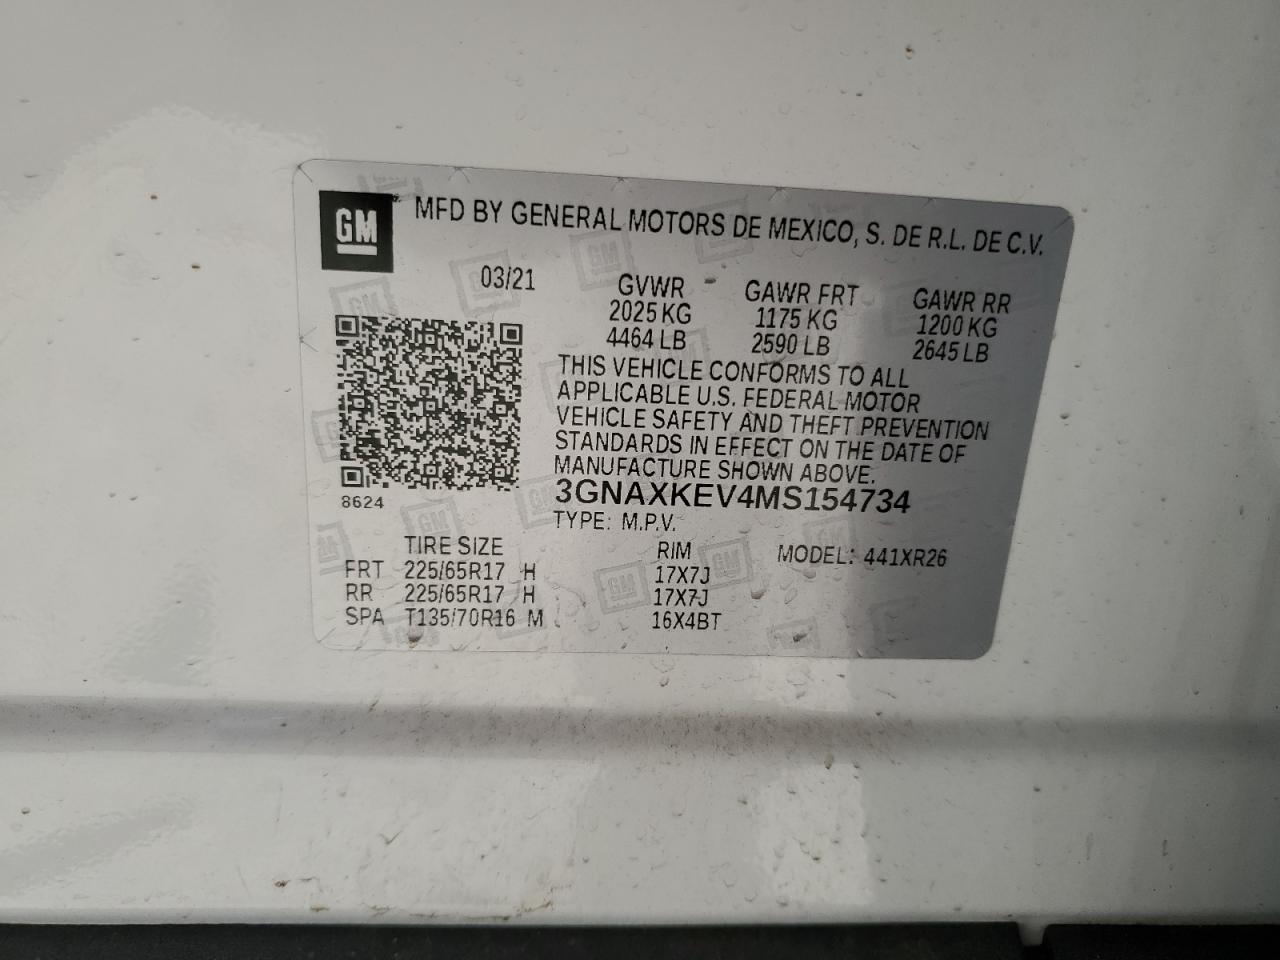 GM
MFD BY GENERAL MOTORS DE MEXICO, S. DE R.L. DE C.V.
03/21 GVWR GAWR FRT GAWR RR
2025 KG 1175 KG 1200 KG
4464 LB 2590 LB 2645 LB
THIS VEHICLE CONFORMS TO ALL
APPLICABLE U.S. FEDERAL MOTOR
VEHICLE SAFETY AND THEFT PREVENTION
STANDARDS IN EFFECT ON THE DATE OF
MANUFACTURE SHOWN ABOVE.
8624
3GNAXKEV4MS154734
TYPE: M.P.V.
TIRE SIZE RIM MODEL: 441XR26
FRT 225/65R17 H 17X7J
RR 225/65R17 H 17X7J
SPA T135/70R16 M 16X4BT